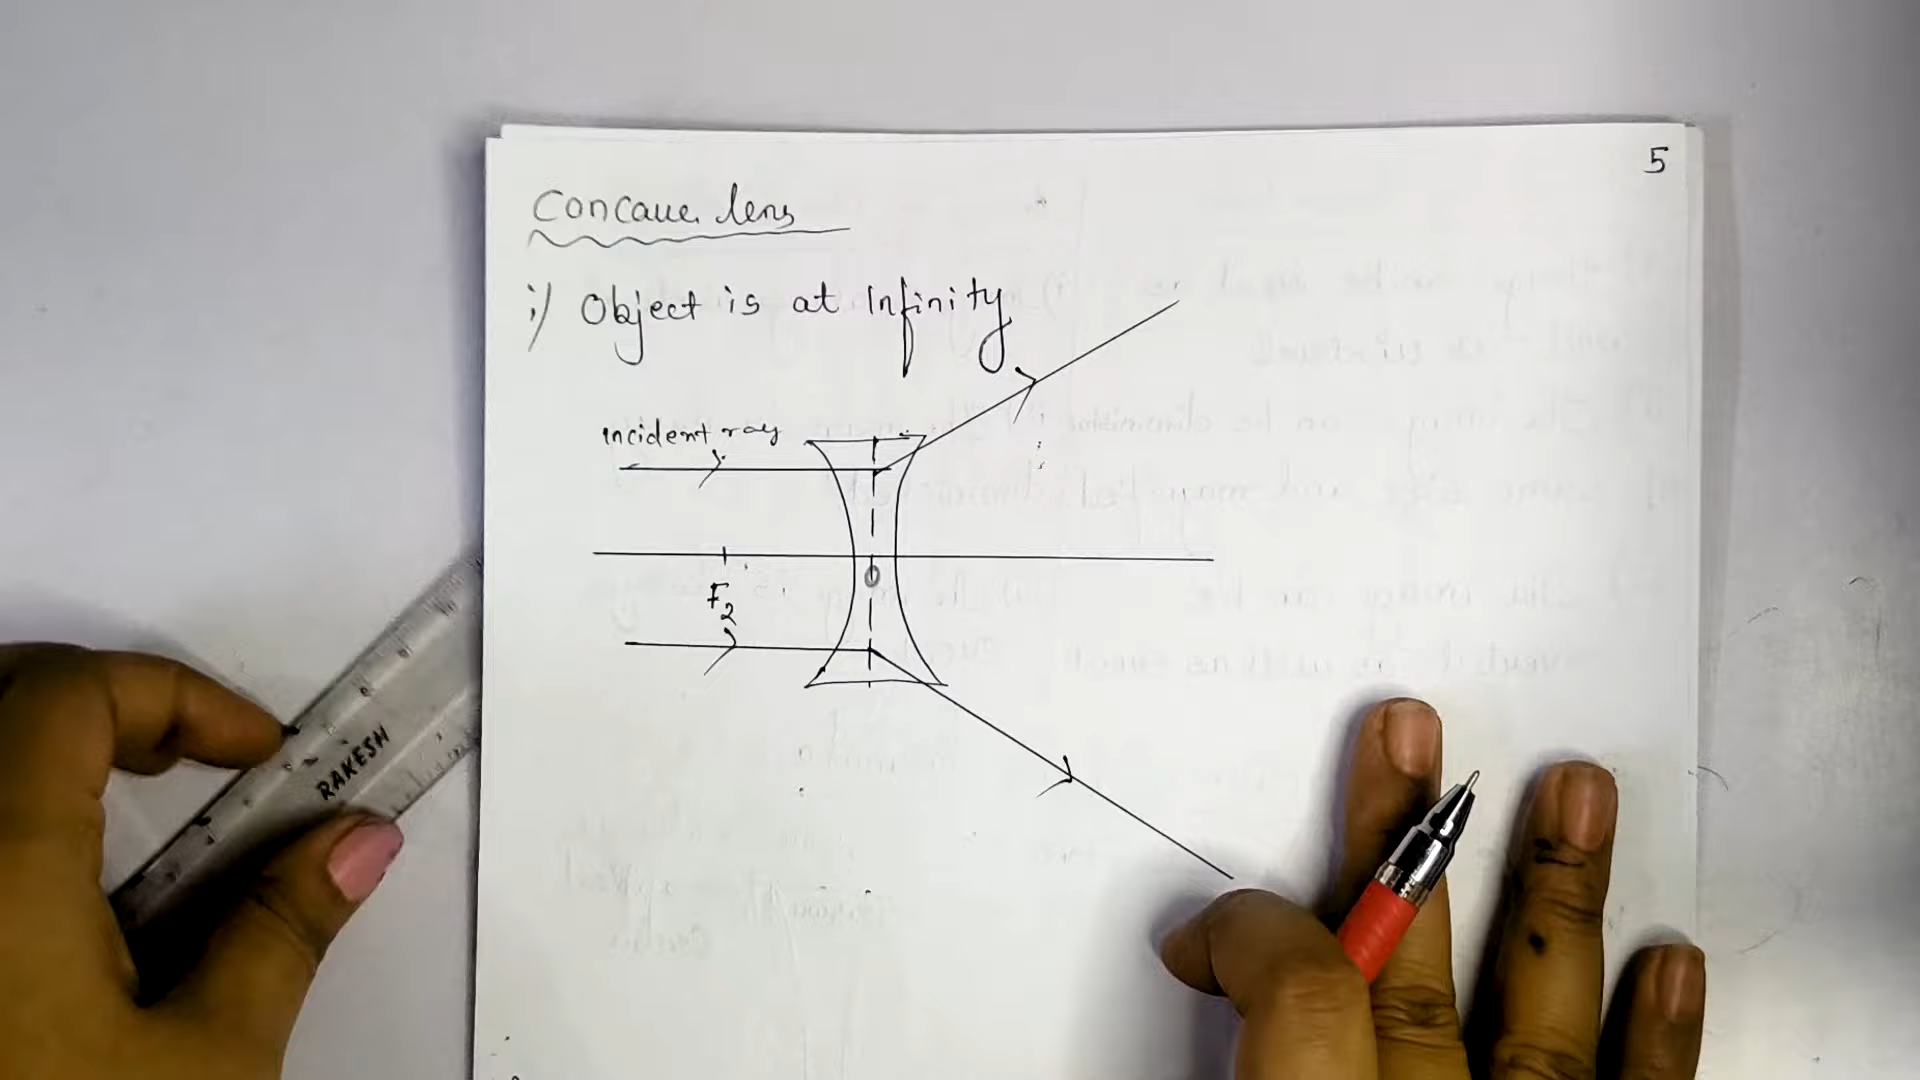 5
Concave lens
i) Object is at Infinity
incident ray
F2
O
RAKESH